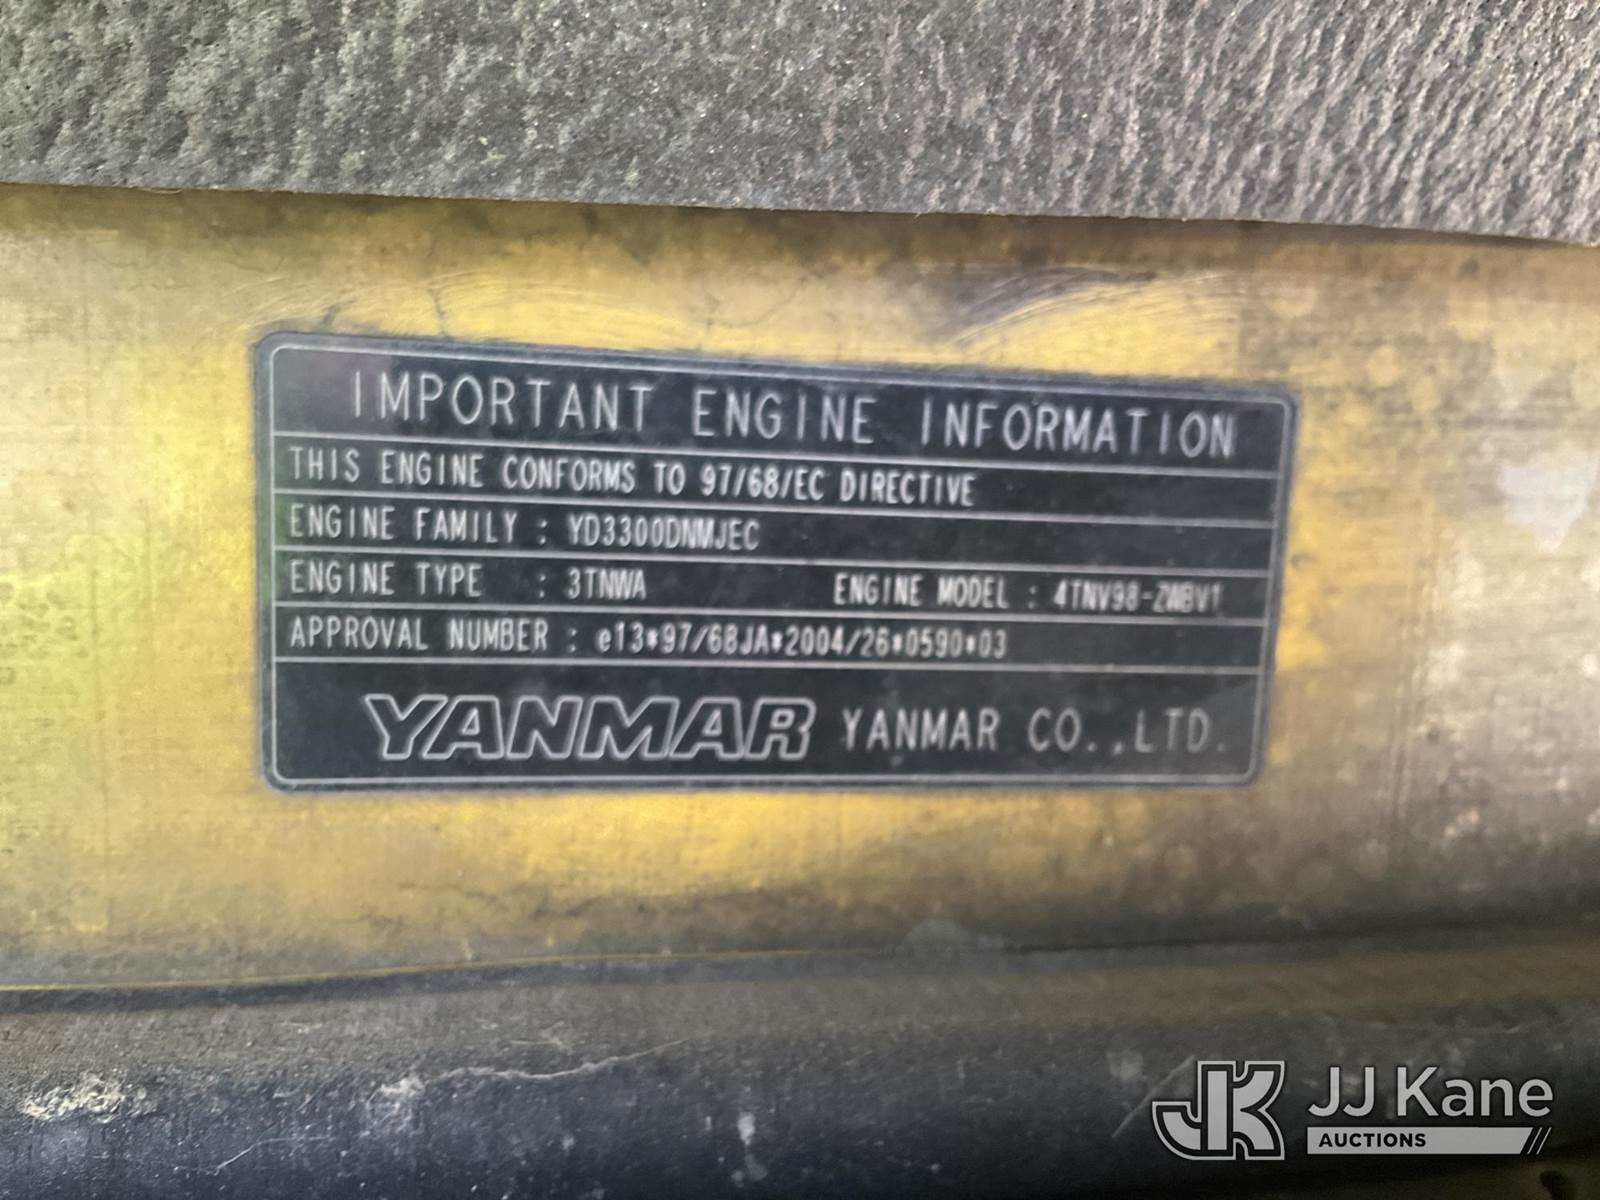 IMPORTANT ENGINE INFORMATION
THIS ENGINE CONFORMS TO 97/68/EC DIRECTIVE
ENGINE FAMILY : YD3300DNMJEC
ENGINE TYPE : 3TNWA ENGINE MODEL : 4TNV98-ZWBV1
APPROVAL NUMBER : e13*97/68JA*2004/26*0590*03
YANMAR YANMAR CO.,LTD.
JK JJ Kane
AUCTIONS